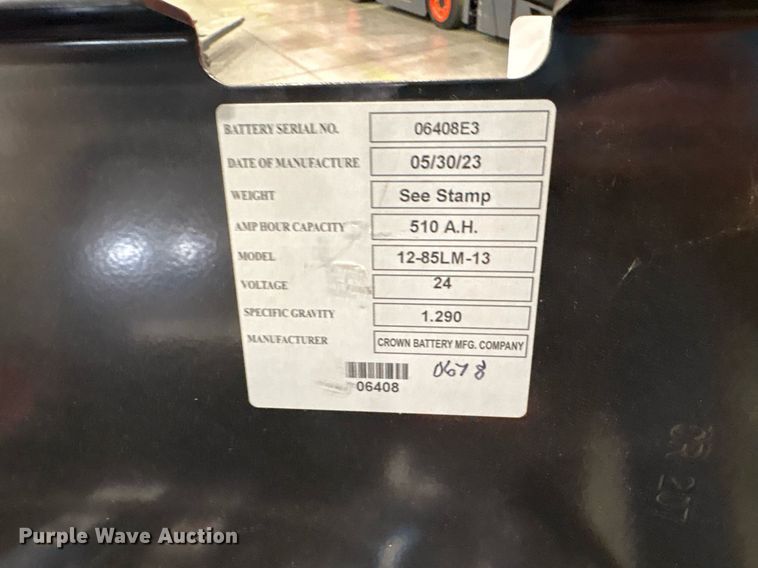 BATTERY SERIAL NO. 06408E3
DATE OF MANUFACTURE 05/30/23
WEIGHT See Stamp
AMP HOUR CAPACITY 510 A.H.
MODEL 12-85LM-13
VOLTAGE 24
SPECIFIC GRAVITY 1.290
MANUFACTURER CROWN BATTERY MFG. COMPANY
06408
0678
Purple Wave Auction